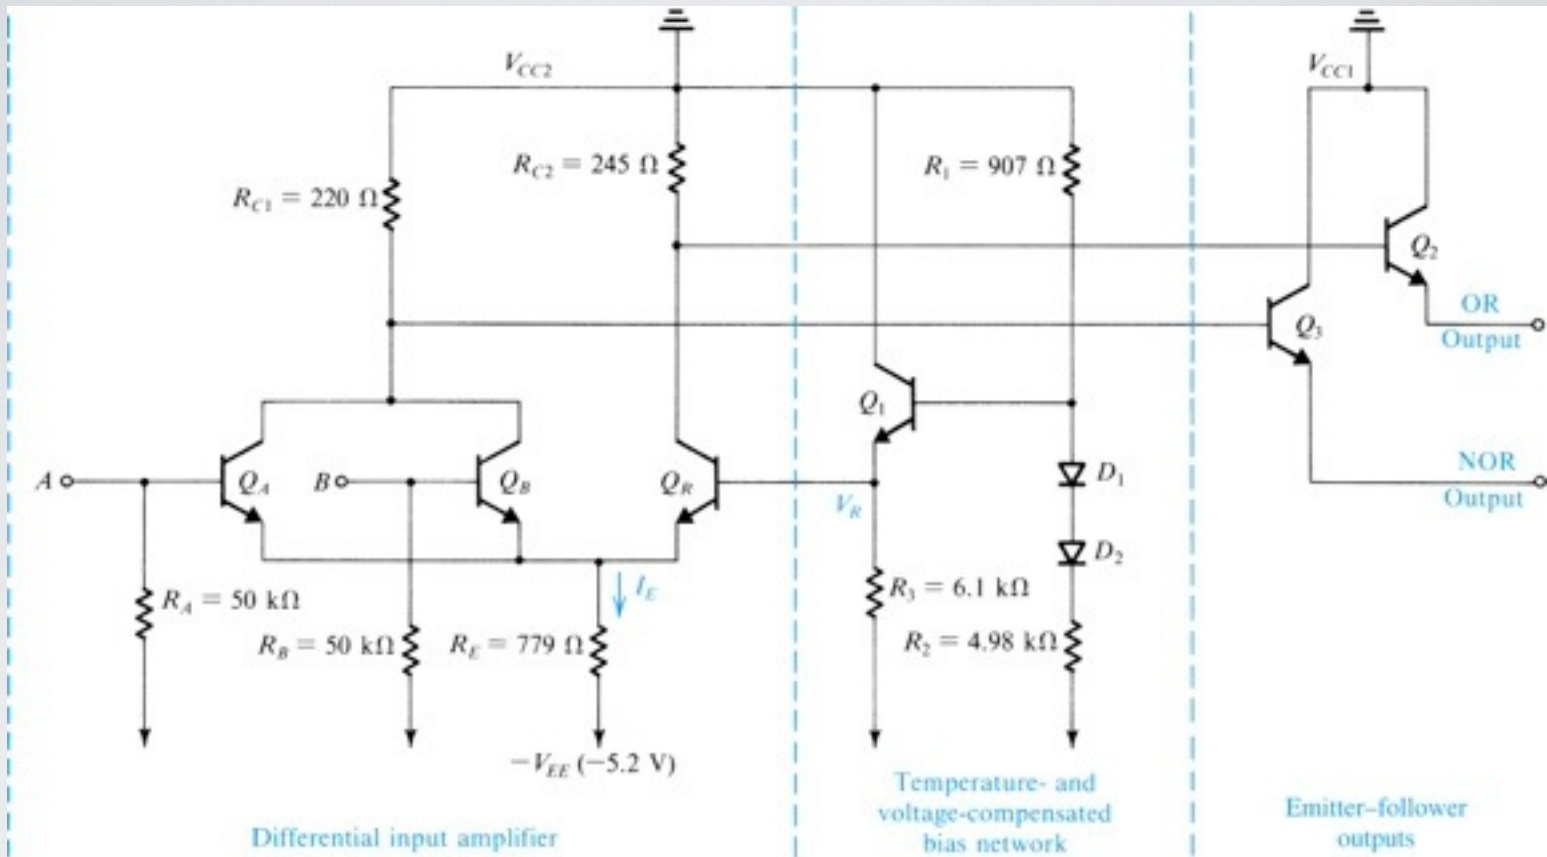 V_CC2
V_CC1
R_C2 = 245 Ω
R_1 = 907 Ω
R_C1 = 220 Ω
Q_2
OR
Output
Q_3
Q_1
NOR
Output
A
Q_A
B
Q_B
Q_R
V_R
D_1
D_2
I_E
R_A = 50 kΩ
R_3 = 6.1 kΩ
R_B = 50 kΩ
R_E = 779 Ω
R_2 = 4.98 kΩ
−V_EE (−5.2 V)
Differential input amplifier
Temperature- and
voltage-compensated
bias network
Emitter–follower
outputs